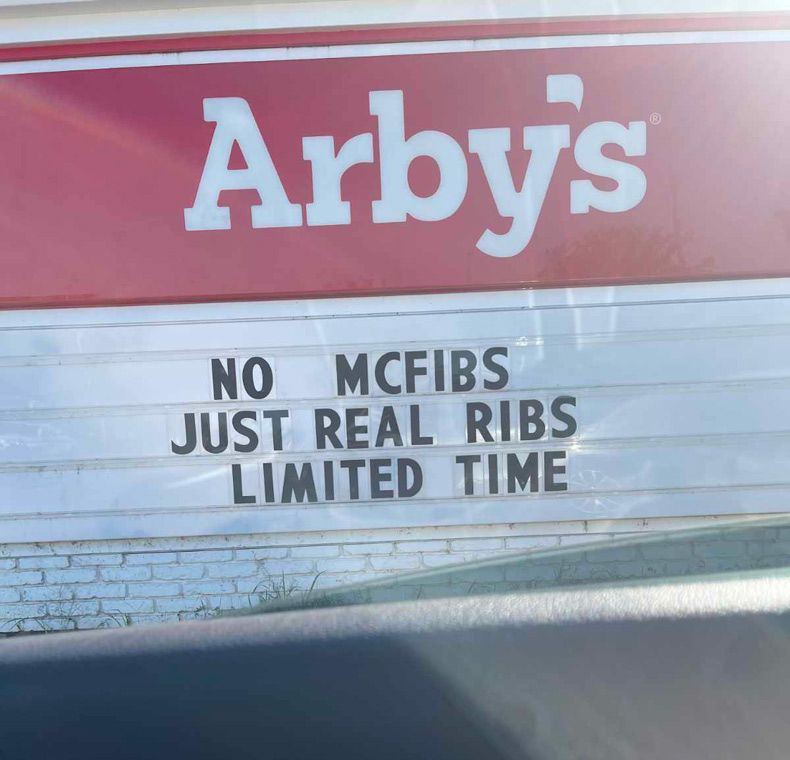 Arby's®
NO MCFIBS
JUST REAL RIBS
LIMITED TIME